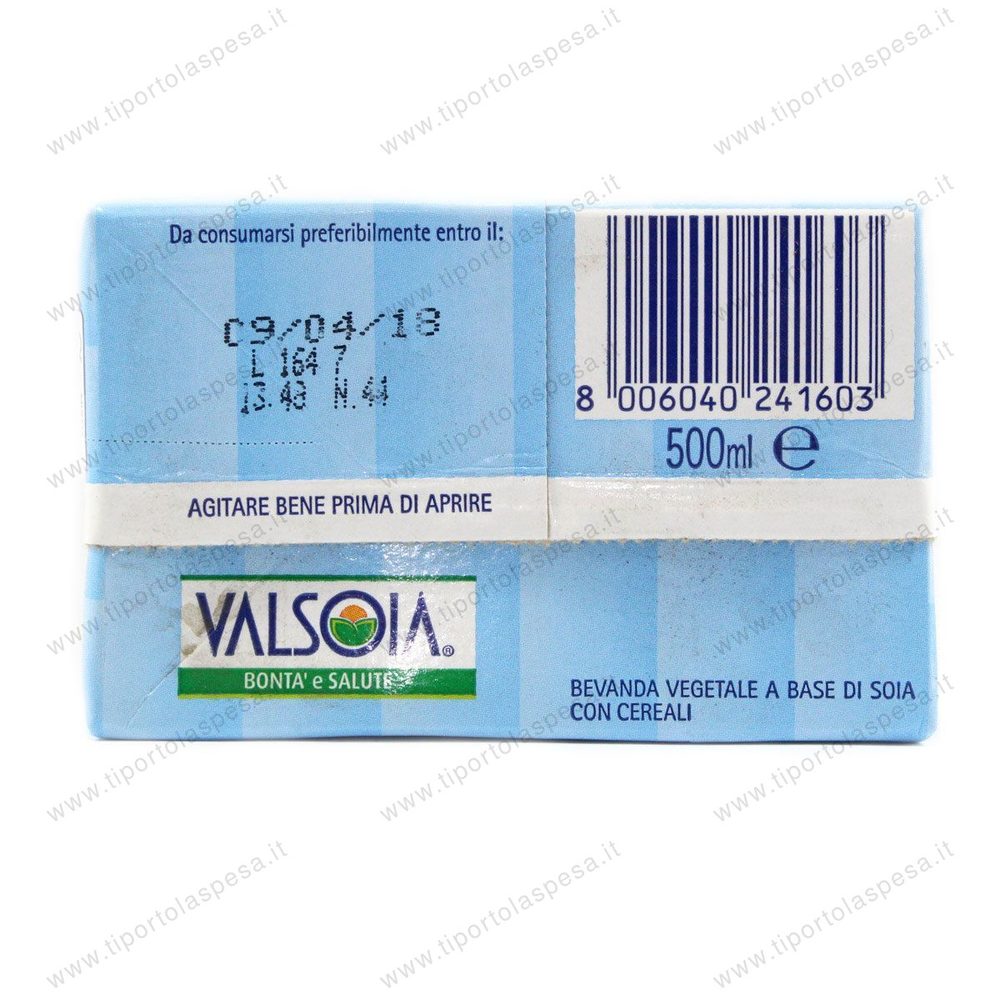 Da consumarsi preferibilmente entro il:
09/04/18
L 164 7
13.43 N.44
8 006040 241603
500ml ℮
AGITARE BENE PRIMA DI APRIRE
VALSOIA®
BONTA' e SALUTE
BEVANDA VEGETALE A BASE DI SOIA
CON CEREALI
www.tiportolaspesa.it